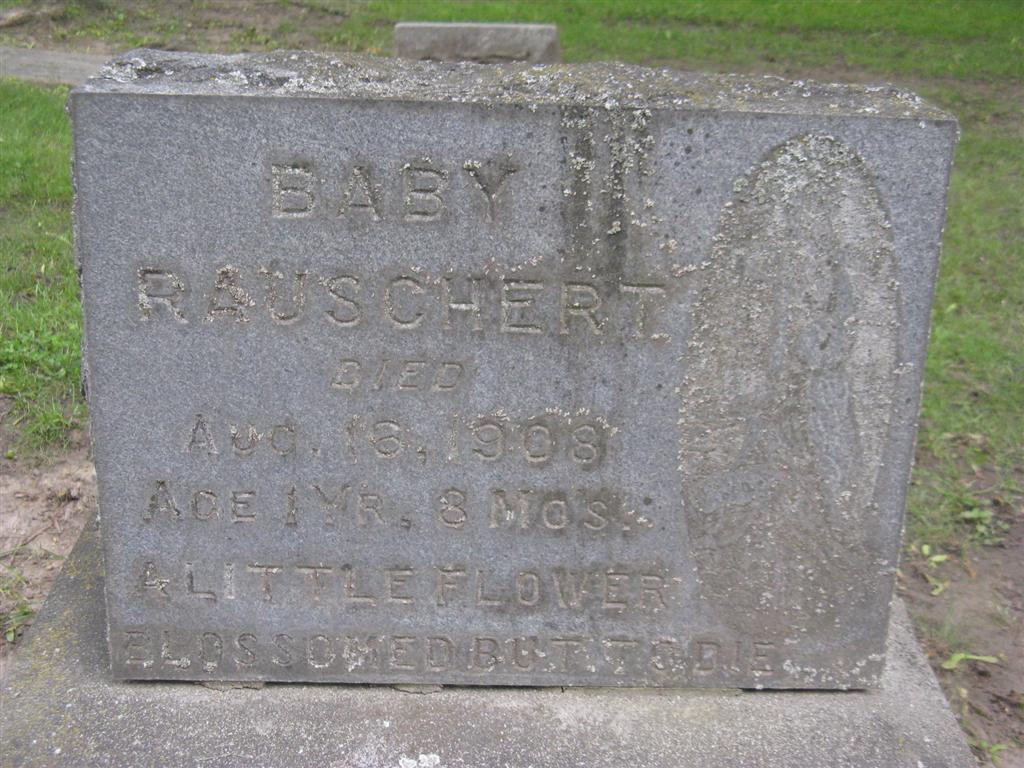 BABY
RAUSCHERT.
DIED
AUG. 18, 1908
AGE 1 YR. 8 MOS.
A LITTLE FLOWER
BLOSSOMED BUT TO DIE